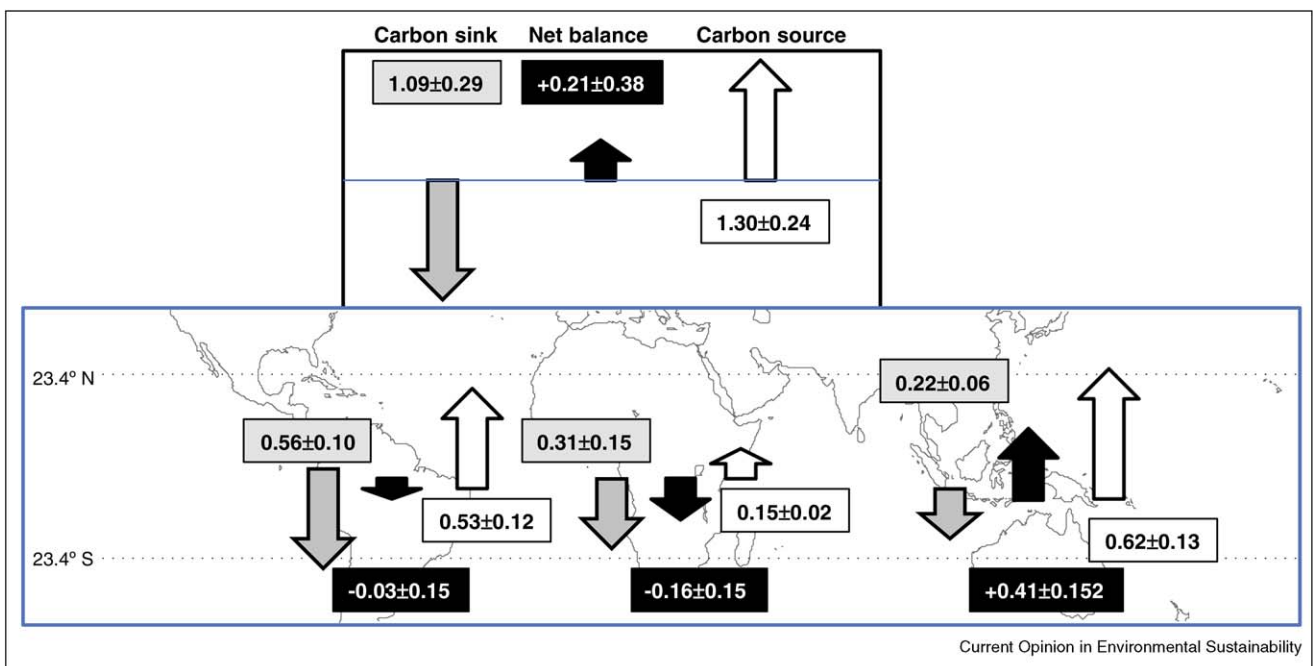 Carbon sink Net balance Carbon source
1.09±0.29 +0.21±0.38
1.30±0.24
23.4° N
0.22±0.06
0.56±0.10 0.31±0.15
0.53±0.12 0.15±0.02
0.62±0.13
23.4° S
-0.03±0.15 -0.16±0.15 +0.41±0.152
Current Opinion in Environmental Sustainability